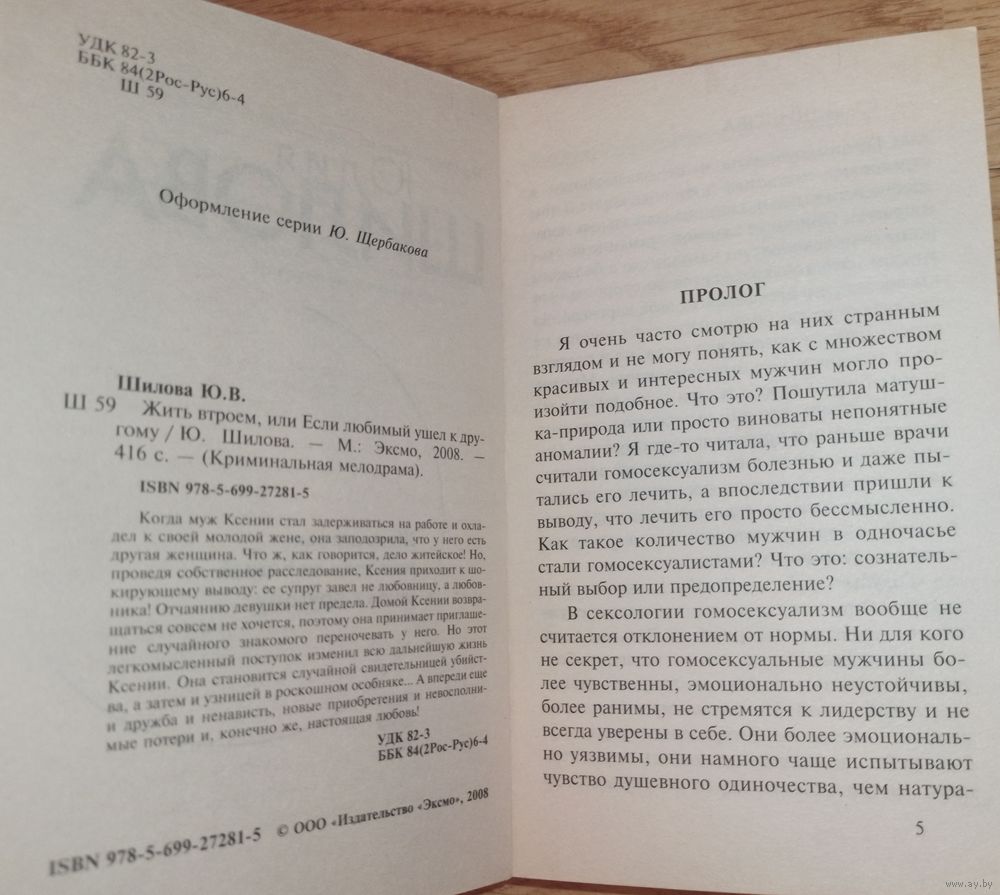 УДК 82-3
ББК 84(2Рос-Рус)6-4
Ш 59
Оформление серии Ю. Щербакова
Шилова Ю.В.
Ш 59 Жить втроем, или Если любимый ушел к дру-
гому / Ю. Шилова. — М.: Эксмо, 2008. —
416 с. — (Криминальная мелодрама).
ISBN 978-5-699-27281-5
Когда муж Ксении стал задерживаться на работе и охла-
дел к своей молодой жене, она заподозрила, что у него есть
другая женщина. Что ж, как говорится, дело житейское! Но,
проведя собственное расследование, Ксения приходит к шо-
кирующему выводу: ее супруг завел не любовницу, а любов-
ника! Отчаянию девушки нет предела. Домой Ксении возвра-
щаться совсем не хочется, поэтому она принимает приглаше-
ние случайного знакомого переночевать у него. Но этот
легкомысленный поступок изменил всю дальнейшую жизнь
Ксении. Она становится случайной свидетельницей убийст-
ва, а затем и узницей в роскошном особняке... А впереди еще
и дружба и ненависть, новые приобретения и невосполни-
мые потери и, конечно же, настоящая любовь!
УДК 82-3
ББК 84(2Рос-Рус)6-4
ISBN 978-5-699-27281-5 © ООО «Издательство «Эксмо», 2008
ПРОЛОГ
Я очень часто смотрю на них странным
взглядом и не могу понять, как с множеством
красивых и интересных мужчин могло про-
изойти подобное. Что это? Пошутила матуш-
ка-природа или просто виноваты непонятные
аномалии? Я где-то читала, что раньше врачи
считали гомосексуализм болезнью и даже пы-
тались его лечить, а впоследствии пришли к
выводу, что лечить его просто бессмысленно.
Как такое количество мужчин в одночасье
стали гомосексуалистами? Что это: сознатель-
ный выбор или предопределение?
В сексологии гомосексуализм вообще не
считается отклонением от нормы. Ни для кого
не секрет, что гомосексуальные мужчины бо-
лее чувственны, эмоционально неустойчивы,
более ранимы, не стремятся к лидерству и не
всегда уверены в себе. Они более эмоциональ-
но уязвимы, они намного чаще испытывают
чувство душевного одиночества, чем натура-
5
www.ay.by